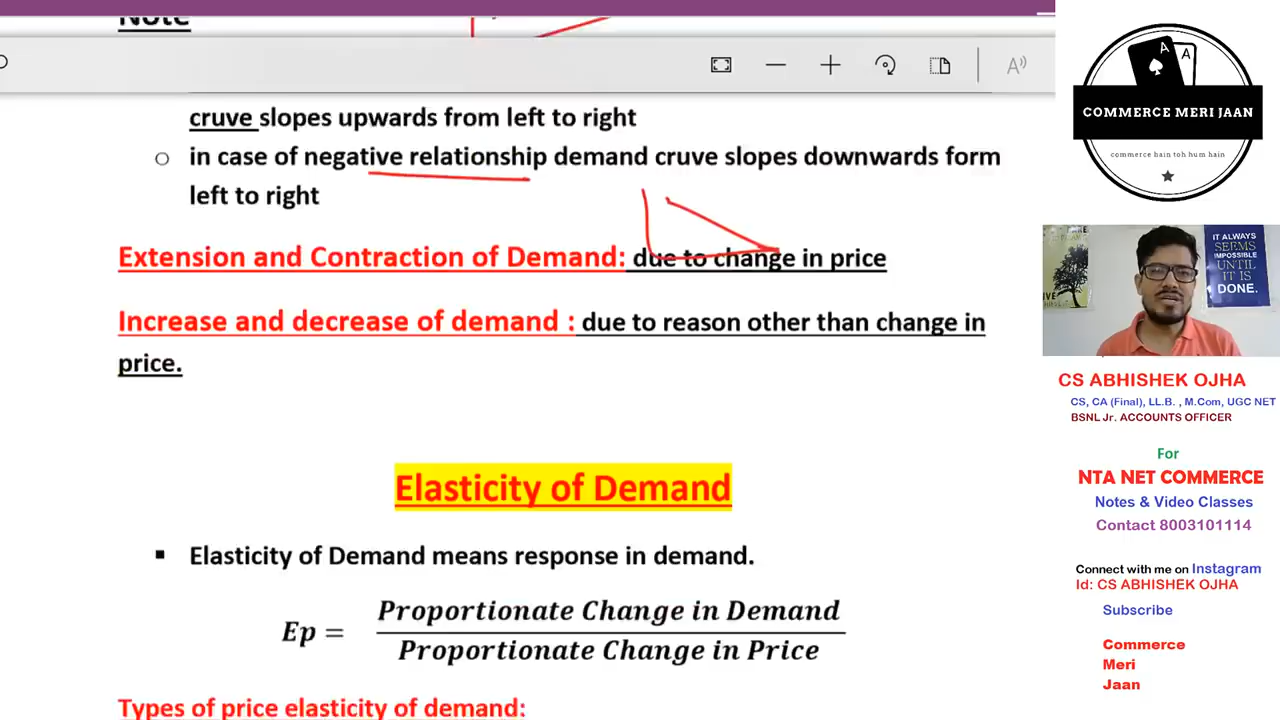 Note
cruve slopes upwards from left to right
○ in case of negative relationship demand cruve slopes downwards form
left to right
Extension and Contraction of Demand: due to change in price
Increase and decrease of demand : due to reason other than change in
price.
Elasticity of Demand
▪ Elasticity of Demand means response in demand.
Ep = Proportionate Change in Demand
Proportionate Change in Price
Types of price elasticity of demand:
A A
COMMERCE MERI JAAN
commerce hain toh hum hain
IT ALWAYS
SEEMS
IMPOSSIBLE
UNTIL
IT IS
DONE.
CS ABHISHEK OJHA
CS, CA (Final), LL.B. , M.Com, UGC NET
BSNL Jr. ACCOUNTS OFFICER
For
NTA NET COMMERCE
Notes & Video Classes
Contact 8003101114
Connect with me on Instagram
Id: CS ABHISHEK OJHA
Subscribe
Commerce
Meri
Jaan